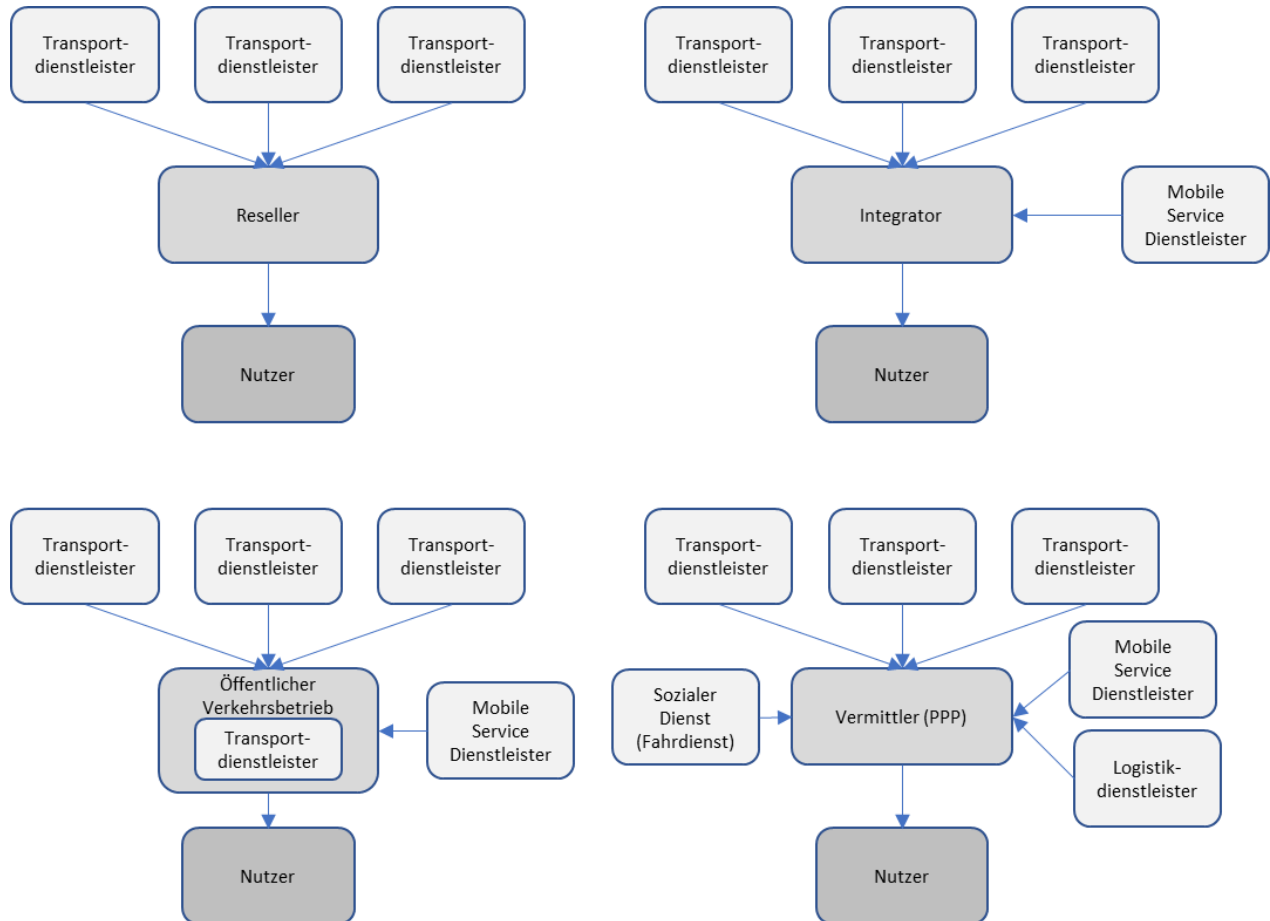 Transport-
dienstleister
Transport-
dienstleister
Transport-
dienstleister
Reseller
Nutzer
Transport-
dienstleister
Transport-
dienstleister
Transport-
dienstleister
Integrator
Mobile
Service
Dienstleister
Nutzer
Transport-
dienstleister
Transport-
dienstleister
Transport-
dienstleister
Öffentlicher
Verkehrsbetrieb
Transport-
dienstleister
Mobile
Service
Dienstleister
Nutzer
Transport-
dienstleister
Transport-
dienstleister
Transport-
dienstleister
Sozialer
Dienst
(Fahrdienst)
Vermittler (PPP)
Mobile
Service
Dienstleister
Logistik-
dienstleister
Nutzer